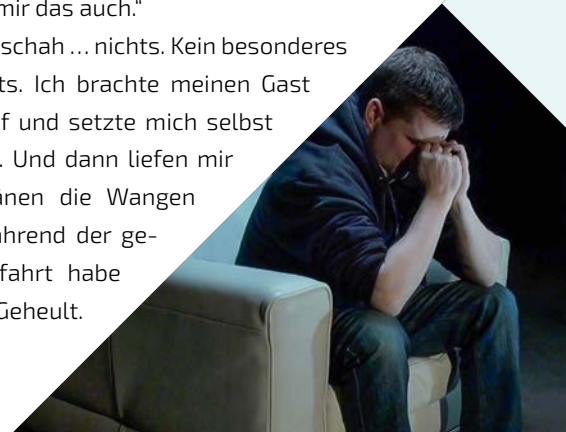 mir das auch.“
schah … nichts. Kein besonderes
ts. Ich brachte meinen Gast
f und setzte mich selbst
. Und dann liefen mir
änen die Wangen
ährend der ge-
fahrt habe
Geheult.